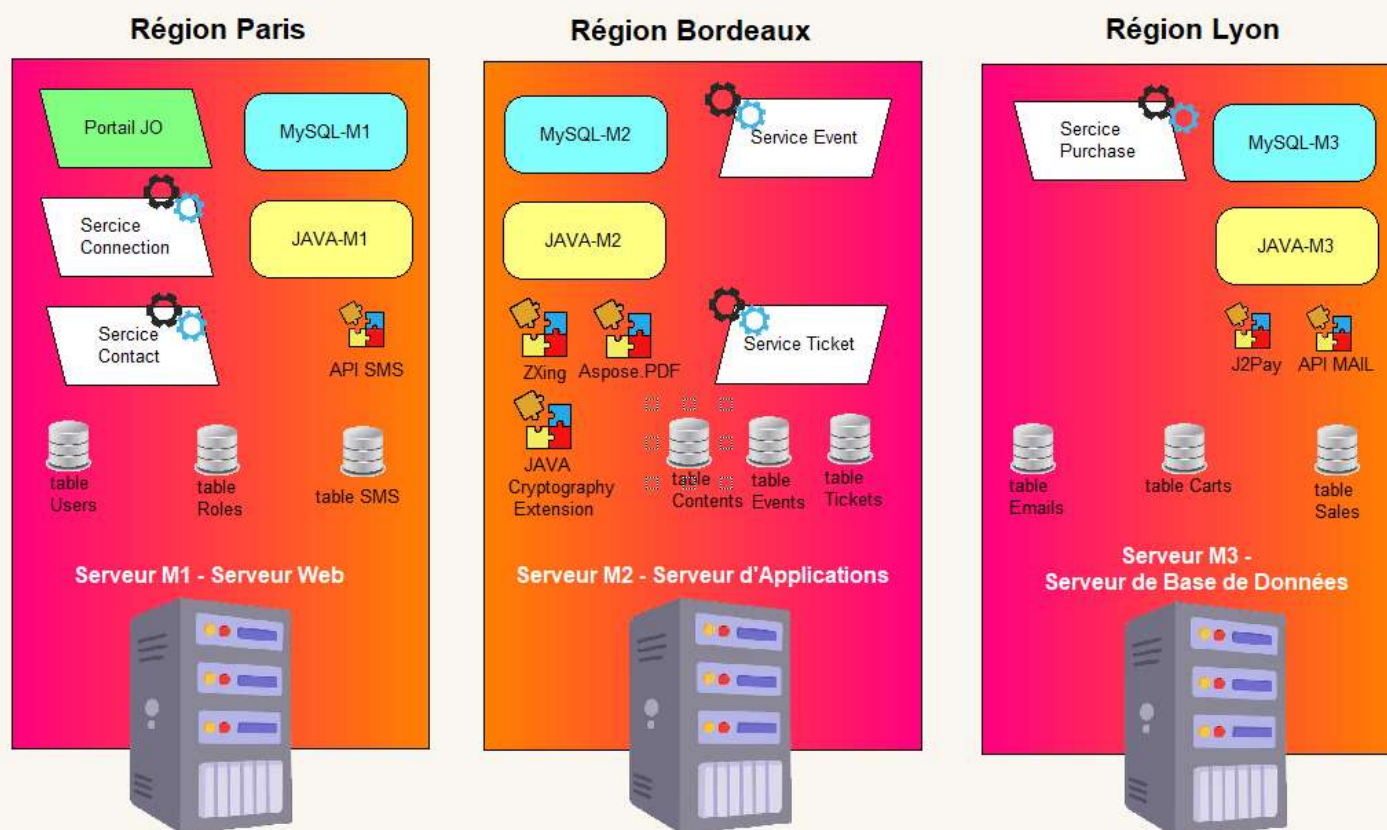 Région Paris
Portail JO
MySQL-M1
Sercice
Connection
JAVA-M1
Sercice
Contact
API SMS
table
Users
table
Roles
table SMS
Serveur M1 - Serveur Web
Région Bordeaux
MySQL-M2
Service Event
JAVA-M2
ZXing
Aspose.PDF
Service Ticket
JAVA
Cryptography
Extension
table
Contents
table
Events
table
Tickets
Serveur M2 - Serveur d'Applications
Région Lyon
Sercice
Purchase
MySQL-M3
JAVA-M3
J2Pay
API MAIL
table
Emails
table Carts
table
Sales
Serveur M3 -
Serveur de Base de Données